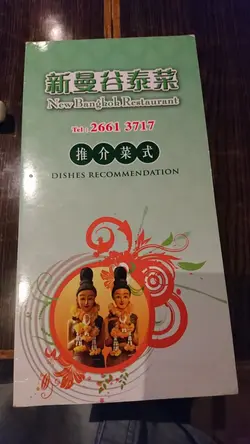 新曼谷泰菜
New Bangkok Restaurant
Tel : 2661 3717
推介菜式
DISHES RECOMMENDATION